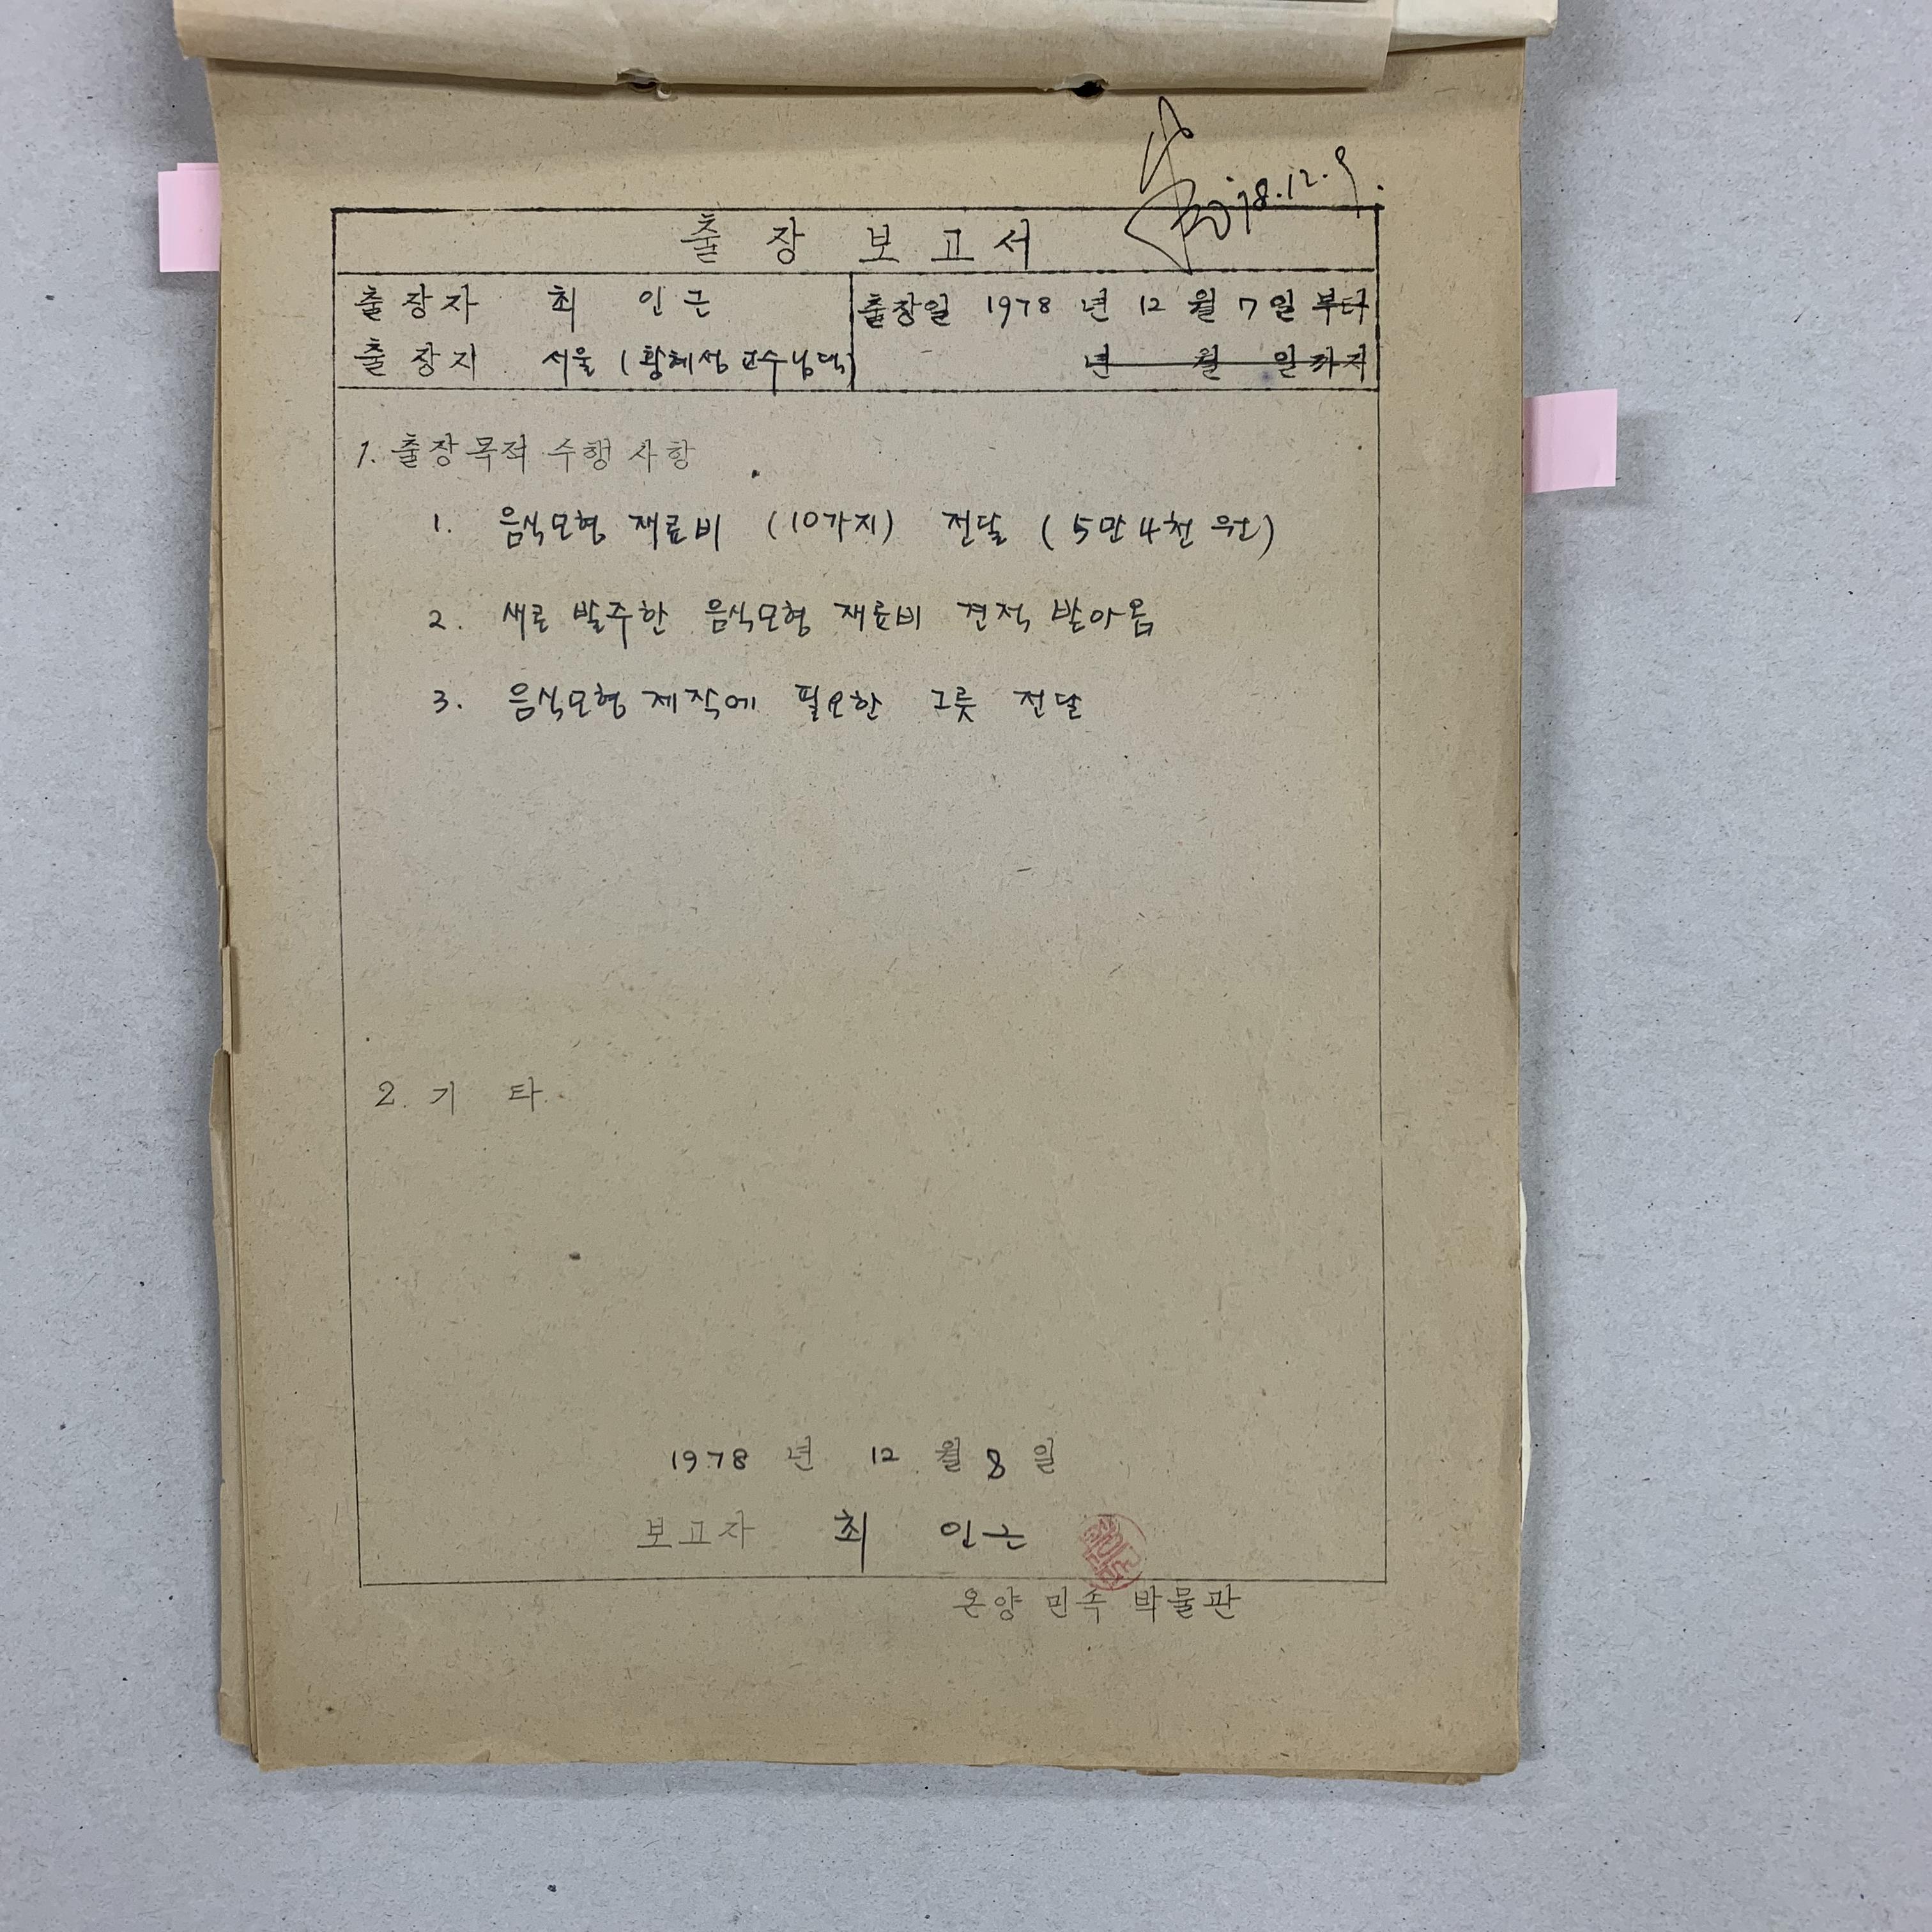 '78.12.9.
출장 보고서
출장자 최 인근 출장일 1978 년 12 월 7 일 부터
출장지 서울 (황혜성 교수님댁) 년 월 일 까지
1. 출장목적 수행 사항
1. 음식모형 재료비 (10가지) 전달 (5만4천원)
2. 새로 발주한 음식모형 재료비 견적 받아옴
3. 음식모형 제작에 필요한 그릇 전달
2. 기 타.
1978 년 12 월 8 일
보고자 최 인근
온양 민속 박물관